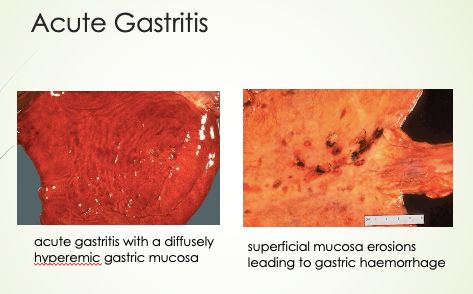 Acute Gastritis
acute gastritis with a diffusely
hyperemic gastric mucosa
superficial mucosa erosions
leading to gastric haemorrhage